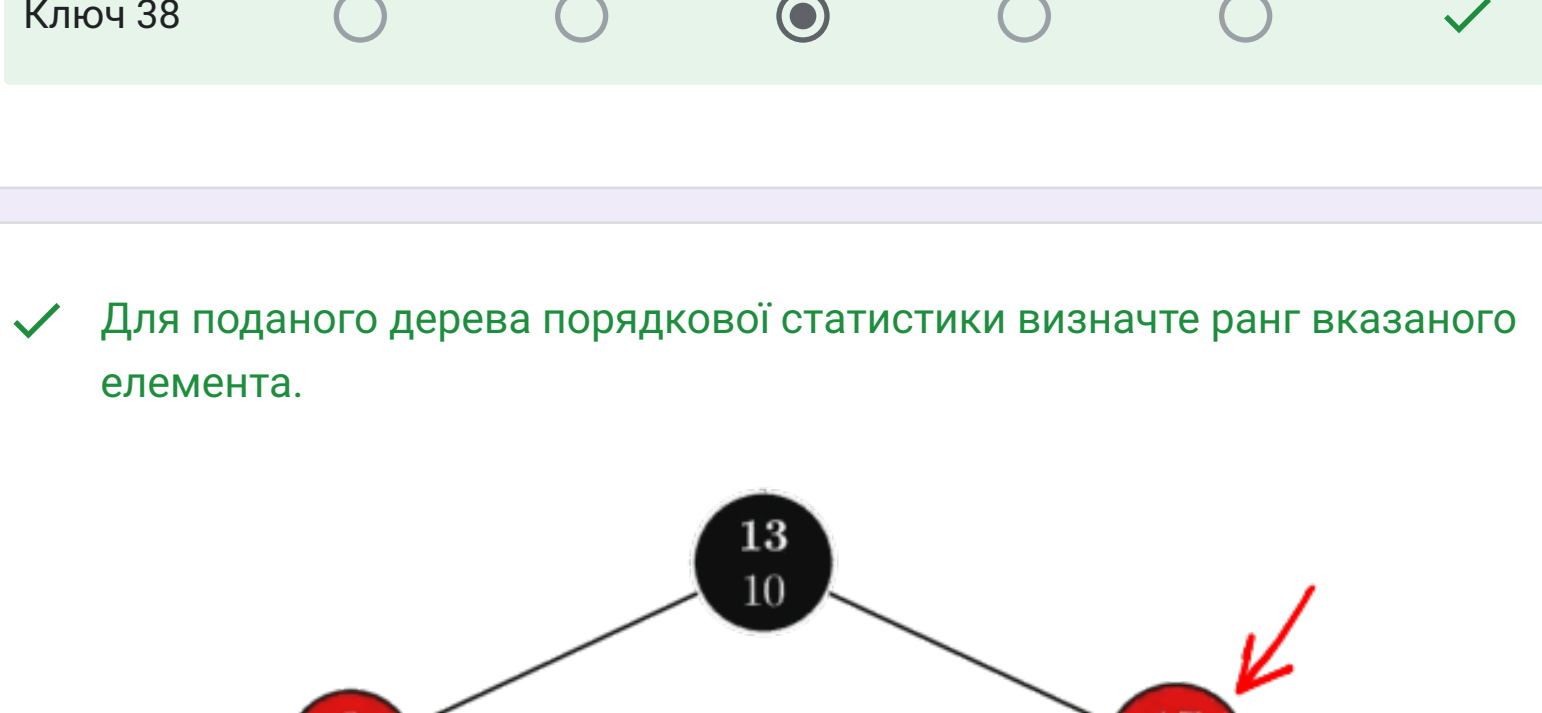 Ключ 38
Для поданого дерева порядкової статистики визначте ранг вказаного
елемента.
13
10